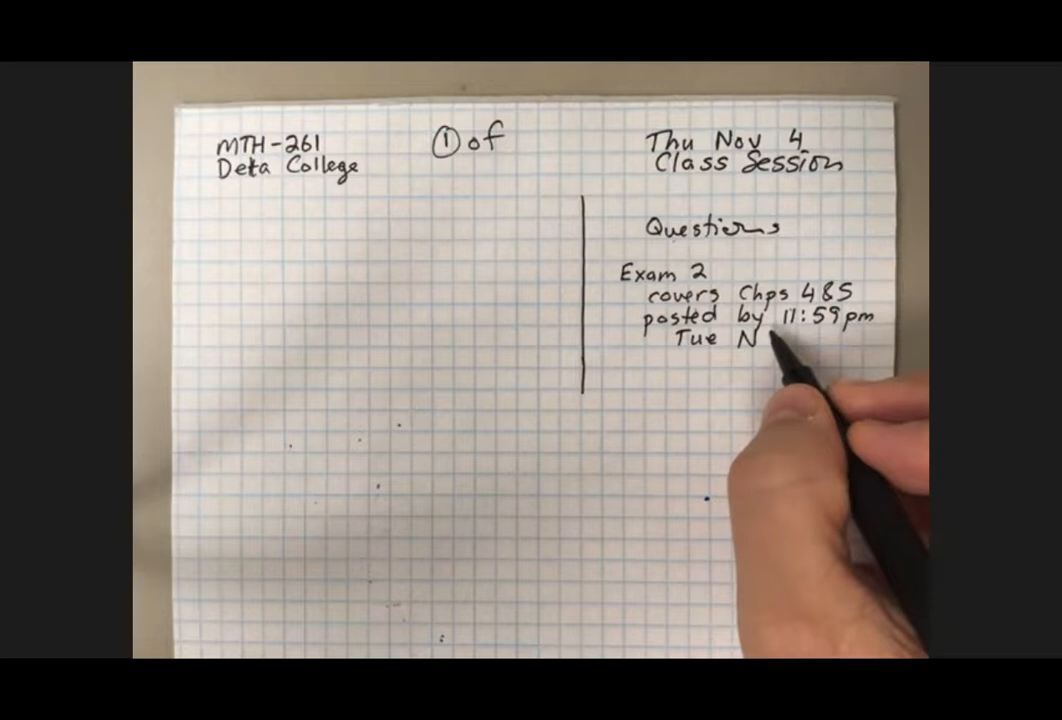 MTH-261
Deta College
① of
Thu Nov 4
Class Session
Questions
Exam 2
covers Chps 4&5
posted by 11:59pm
Tue N